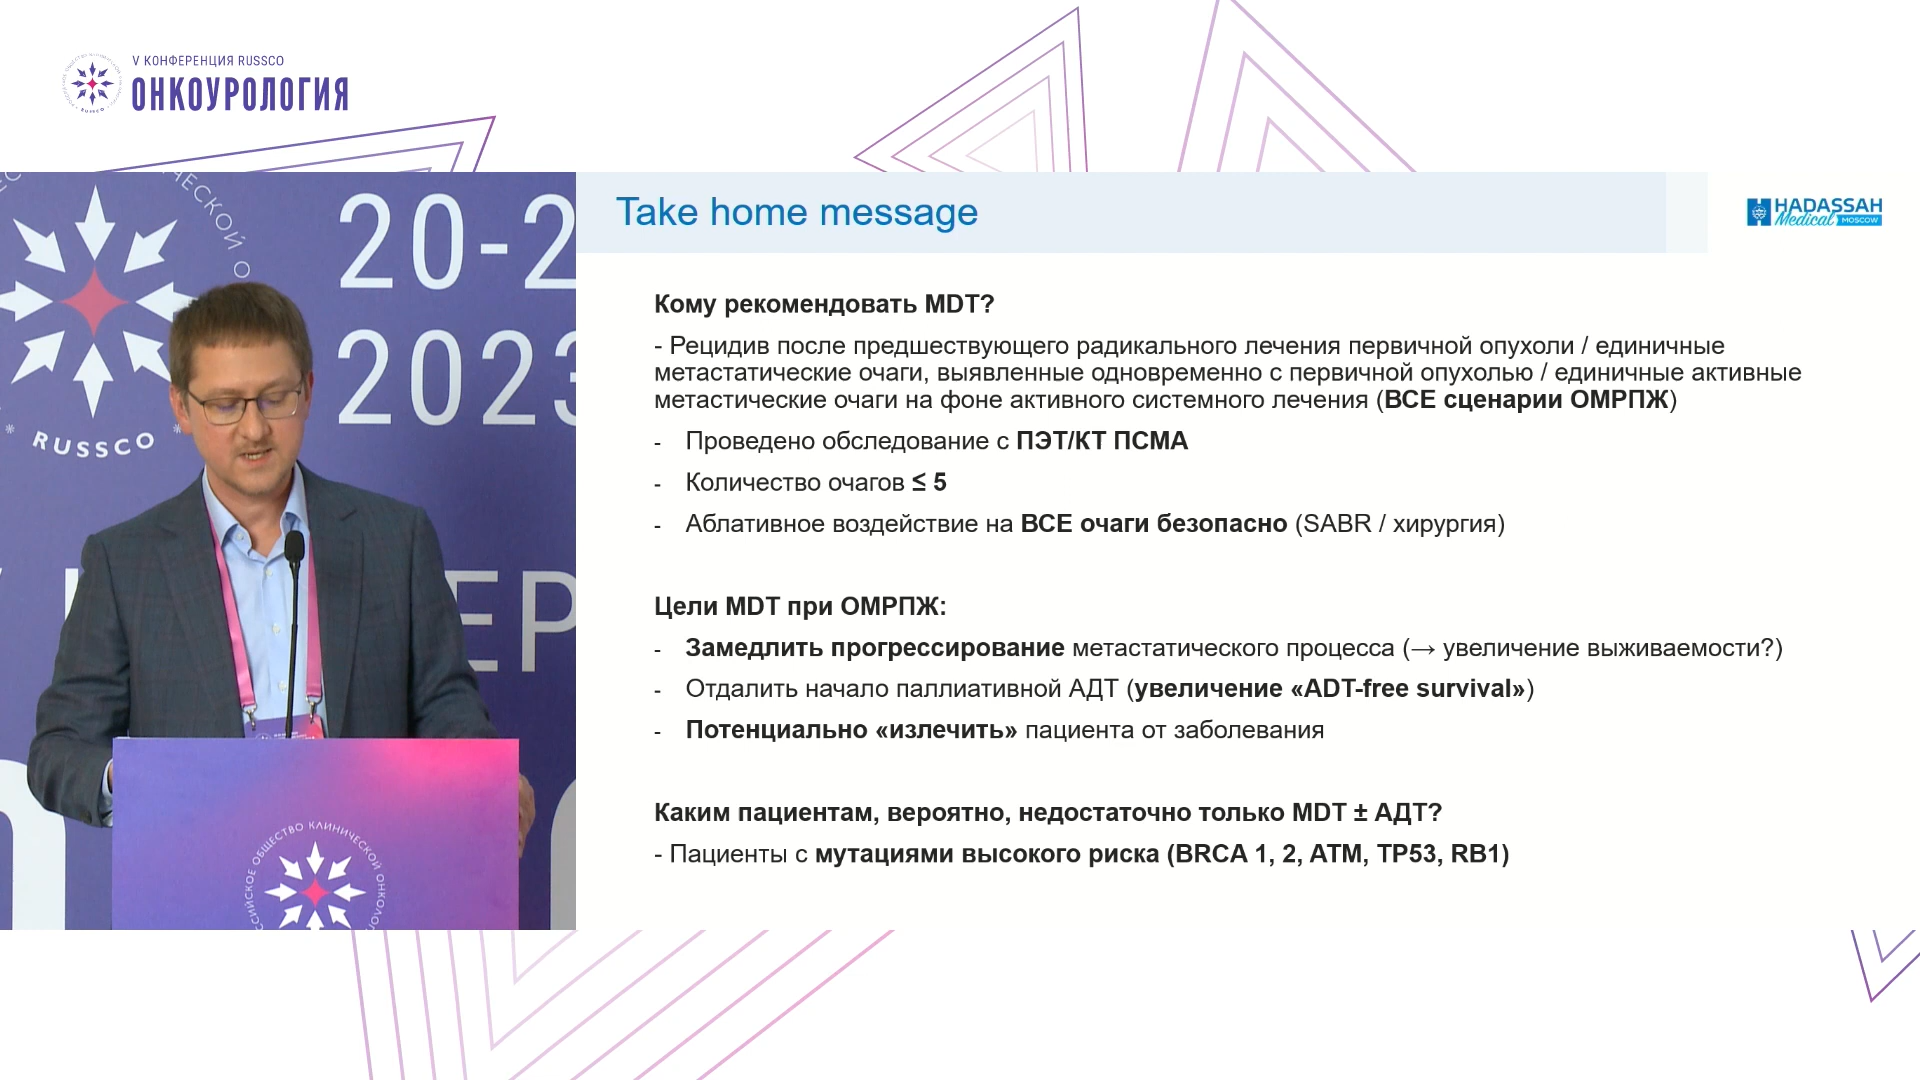 V КОНФЕРЕНЦИЯ RUSSCO
ОНКОУРОЛОГИЯ
20-2
2023
RUSSCO
ЕР
РОССИЙСКОЕ ОБЩЕСТВО КЛИНИЧЕСКОЙ
Take home message
HADASSAH
Medical MOSCOW
Кому рекомендовать MDT?
- Рецидив после предшествующего радикального лечения первичной опухоли / единичные
метастатические очаги, выявленные одновременно с первичной опухолью / единичные активные
метастические очаги на фоне активного системного лечения (ВСЕ сценарии ОМРПЖ)
- Проведено обследование с ПЭТ/КТ ПСМА
- Количество очагов ≤ 5
- Аблативное воздействие на ВСЕ очаги безопасно (SABR / хирургия)
Цели MDT при ОМРПЖ:
- Замедлить прогрессирование метастатического процесса (→ увеличение выживаемости?)
- Отдалить начало паллиативной АДТ (увеличение «ADT-free survival»)
- Потенциально «излечить» пациента от заболевания
Каким пациентам, вероятно, недостаточно только MDT ± АДТ?
- Пациенты с мутациями высокого риска (BRCA 1, 2, ATM, TP53, RB1)